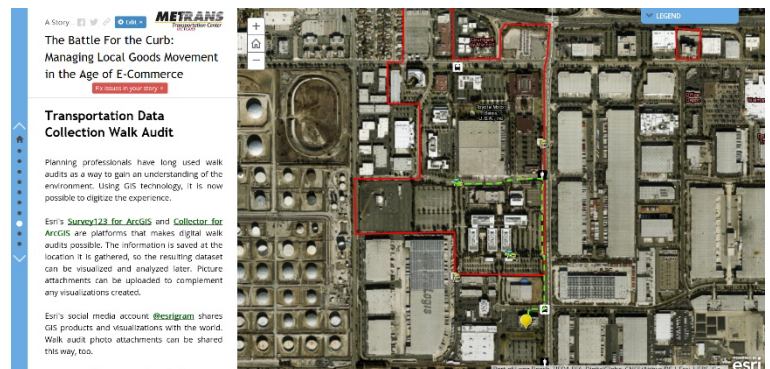 A Story...
Edit
METRANS
Transportation Center
The Battle For the Curb:
Managing Local Goods Movement
in the Age of E-Commerce
Fix issues in your story
Transportation Data
Collection Walk Audit
Planning professionals have long used walk
audits as a way to gain an understanding of the
environment. Using GIS technology, it is now
possible to digitize the experience.
Esri's Survey123 for ArcGIS and Collector for
ArcGIS are platforms that makes digital walk
audits possible. The information is saved at the
location it is gathered, so the resulting dataset
can be visualized and analyzed later. Picture
attachments can be uploaded to complement
any visualizations created.
Esri's social media account @esrigram shares
GIS products and visualizations with the world.
Walk audit photo attachments can be shared
this way, too.
LEGEND
esri